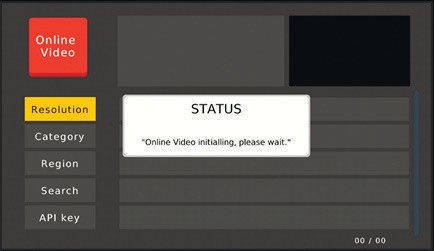 Online
Video
STATUS
"Online Video initialling, please wait."
Resolution
Category
Region
Search
API key
00 / 00